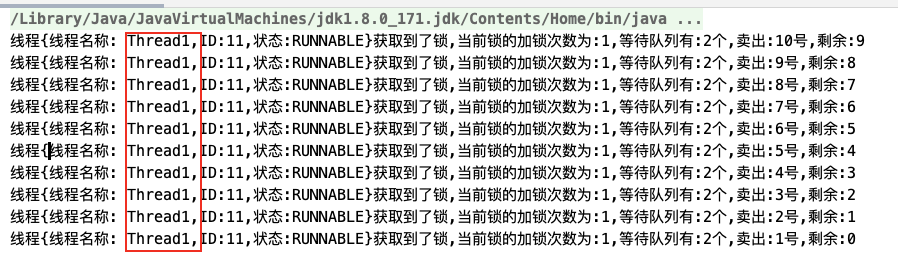 /Library/Java/JavaVirtualMachines/jdk1.8.0_171.jdk/Contents/Home/bin/java ...
线程{线程名称: Thread1,ID:11,状态:RUNNABLE}获取到了锁,当前锁的加锁次数为:1,等待队列有:2个,卖出:10号,剩余:9
线程{线程名称: Thread1,ID:11,状态:RUNNABLE}获取到了锁,当前锁的加锁次数为:1,等待队列有:2个,卖出:9号,剩余:8
线程{线程名称: Thread1,ID:11,状态:RUNNABLE}获取到了锁,当前锁的加锁次数为:1,等待队列有:2个,卖出:8号,剩余:7
线程{线程名称: Thread1,ID:11,状态:RUNNABLE}获取到了锁,当前锁的加锁次数为:1,等待队列有:2个,卖出:7号,剩余:6
线程{线程名称: Thread1,ID:11,状态:RUNNABLE}获取到了锁,当前锁的加锁次数为:1,等待队列有:2个,卖出:6号,剩余:5
线程{线程名称: Thread1,ID:11,状态:RUNNABLE}获取到了锁,当前锁的加锁次数为:1,等待队列有:2个,卖出:5号,剩余:4
线程{线程名称: Thread1,ID:11,状态:RUNNABLE}获取到了锁,当前锁的加锁次数为:1,等待队列有:2个,卖出:4号,剩余:3
线程{线程名称: Thread1,ID:11,状态:RUNNABLE}获取到了锁,当前锁的加锁次数为:1,等待队列有:2个,卖出:3号,剩余:2
线程{线程名称: Thread1,ID:11,状态:RUNNABLE}获取到了锁,当前锁的加锁次数为:1,等待队列有:2个,卖出:2号,剩余:1
线程{线程名称: Thread1,ID:11,状态:RUNNABLE}获取到了锁,当前锁的加锁次数为:1,等待队列有:2个,卖出:1号,剩余:0